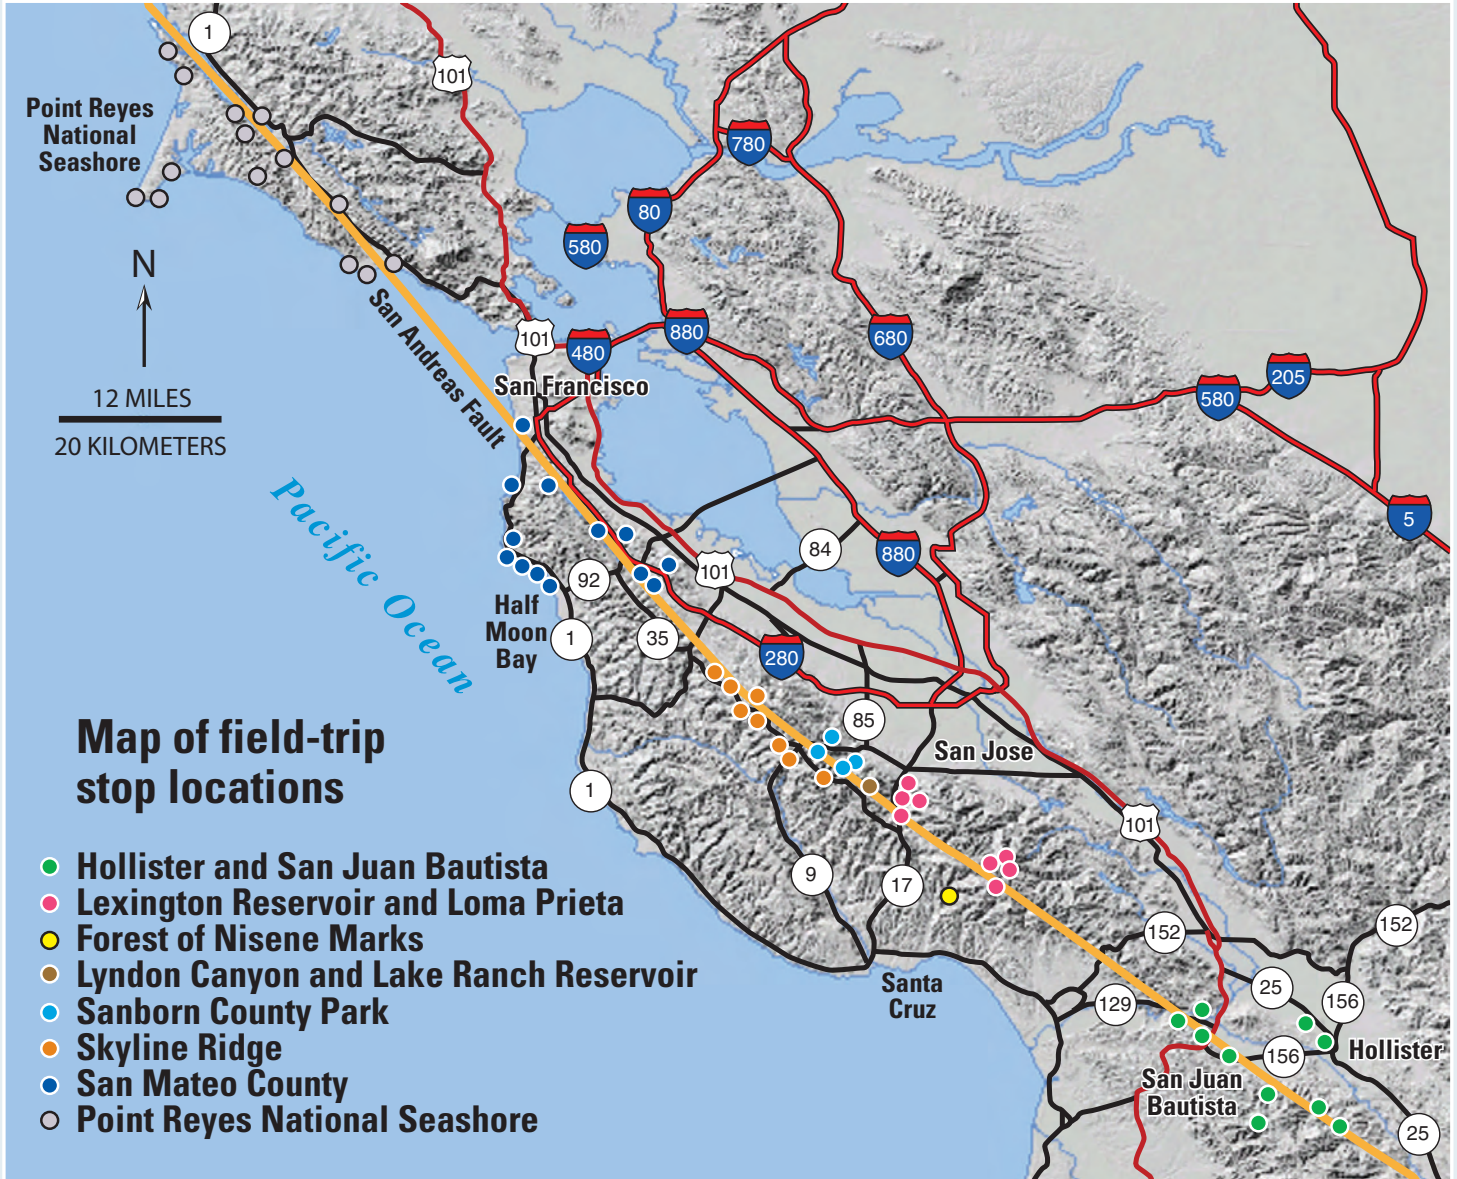 1
101
Point Reyes
National
Seashore
780
80
580
N
San Andreas Fault
101
480
880
680
San Francisco
205
580
12 MILES
20 KILOMETERS
5
Pacific Ocean
84
880
101
92
Half
Moon
Bay
1
35
280
85
San Jose
Map of field-trip
stop locations
1
101
9
17
152
152
Hollister and San Juan Bautista
Lexington Reservoir and Loma Prieta
Forest of Nisene Marks
Lyndon Canyon and Lake Ranch Reservoir
Sanborn County Park
Skyline Ridge
San Mateo County
Point Reyes National Seashore
Santa
Cruz
129
25
156
156
Hollister
San Juan
Bautista
25